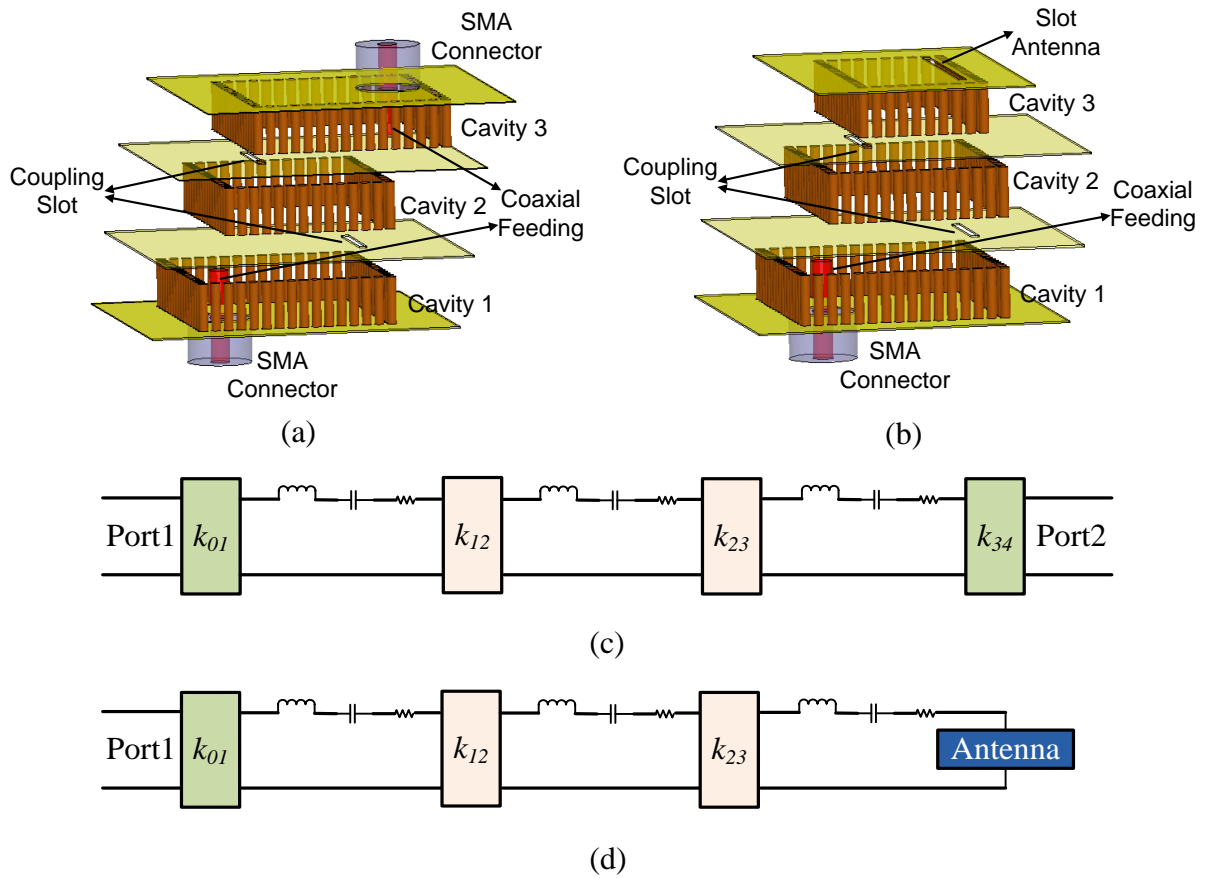 SMA
Connector
Cavity 3
Coupling
Slot
Cavity 2
Coaxial
Feeding
Cavity 1
SMA
Connector
(a)
Slot
Antenna
Cavity 3
Coupling
Slot
Cavity 2
Coaxial
Feeding
Cavity 1
SMA
Connector
(b)
Port1 k01 k12 k23 k34 Port2
(c)
Port1 k01 k12 k23 Antenna
(d)